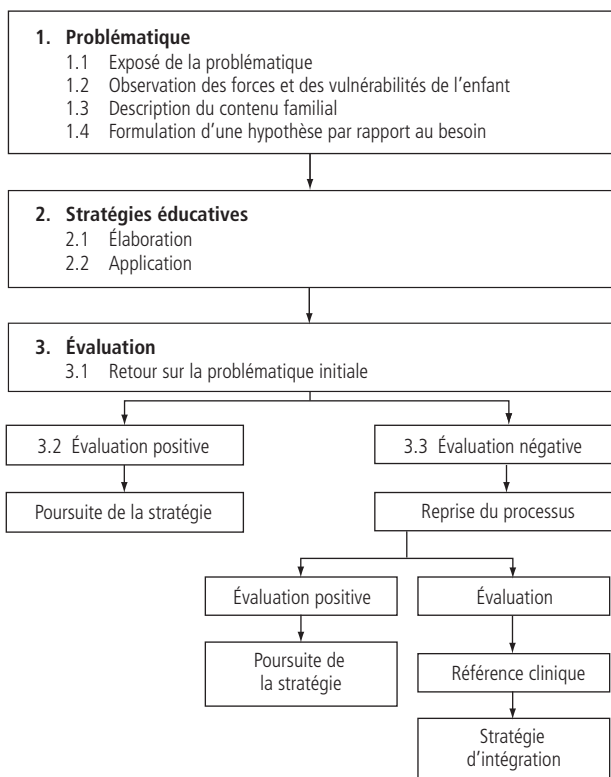 1. Problématique
1.1 Exposé de la problématique
1.2 Observation des forces et des vulnérabilités de l’enfant
1.3 Description du contenu familial
1.4 Formulation d’une hypothèse par rapport au besoin
2. Stratégies éducatives
2.1 Élaboration
2.2 Application
3. Évaluation
3.1 Retour sur la problématique initiale
3.2 Évaluation positive
3.3 Évaluation négative
Poursuite de la stratégie
Reprise du processus
Évaluation positive
Évaluation
Poursuite de
la stratégie
Référence clinique
Stratégie
d’intégration